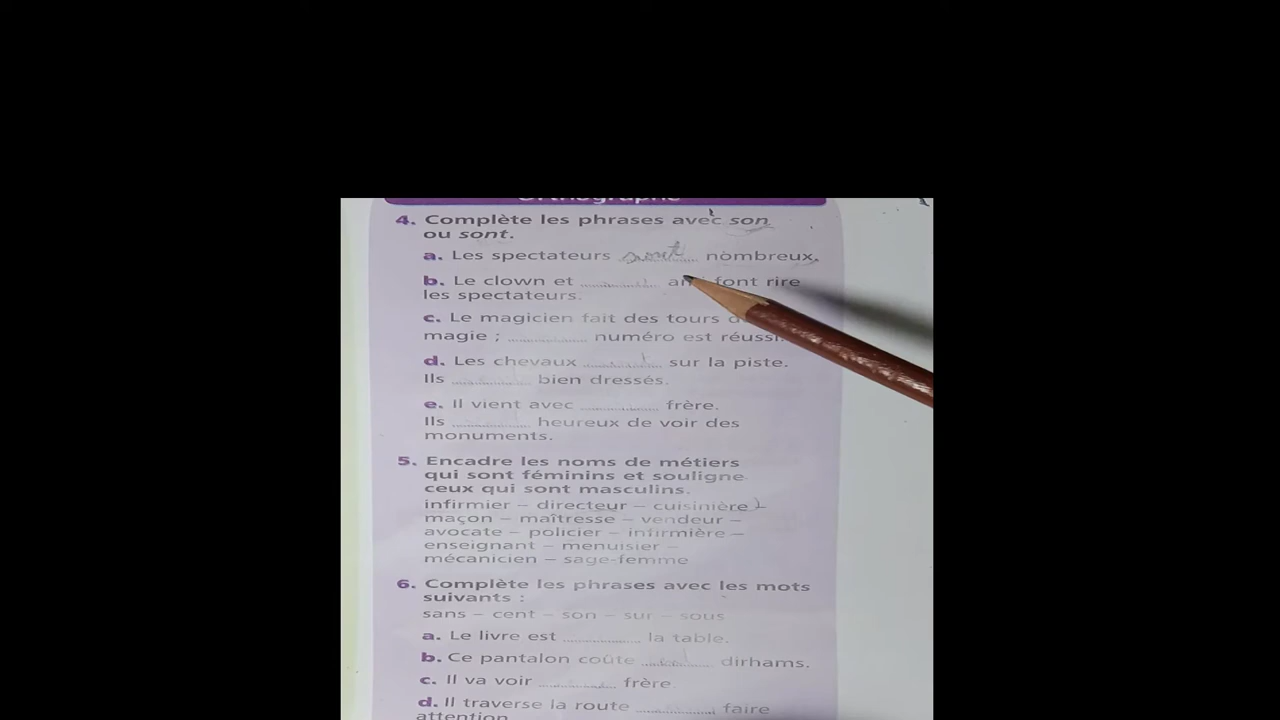 Orthographe
4. Complète les phrases avec son
ou sont.
a. Les spectateurs sont nombreux.
b. Le clown et ............ font rire
les spectateurs.
c. Le magicien fait des tours
magie ; ............ numéro est réussi.
d. Les chevaux ............ sur la piste.
Ils ............ bien dressés.
e. Il vient avec ............ frère.
Ils ............ heureux de voir des
monuments.
5. Encadre les noms de métiers
qui sont féminins et souligne
ceux qui sont masculins.
infirmier – directeur – cuisinière –
maçon – maîtresse – vendeur –
avocate – policier – infirmière –
enseignant – menuisier –
mécanicien – sage-femme
6. Complète les phrases avec les mots
suivants :
sans – cent – son – sur – sous
a. Le livre est ............ la table.
b. Ce pantalon coûte ............ dirhams.
c. Il va voir ............ frère.
d. Il traverse la route ............ faire
attention